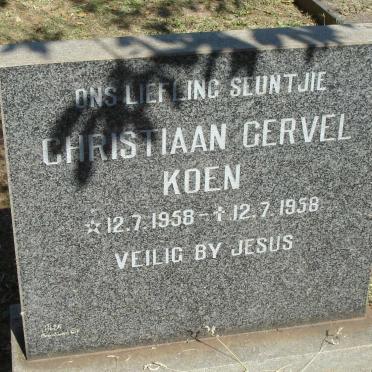 ONS LIEFLING SEUNTJIE
CHRISTIAAN GERVEL
KOEN
☆ 12.7.1958 - ✝ 12.7.1958
VEILIG BY JESUS